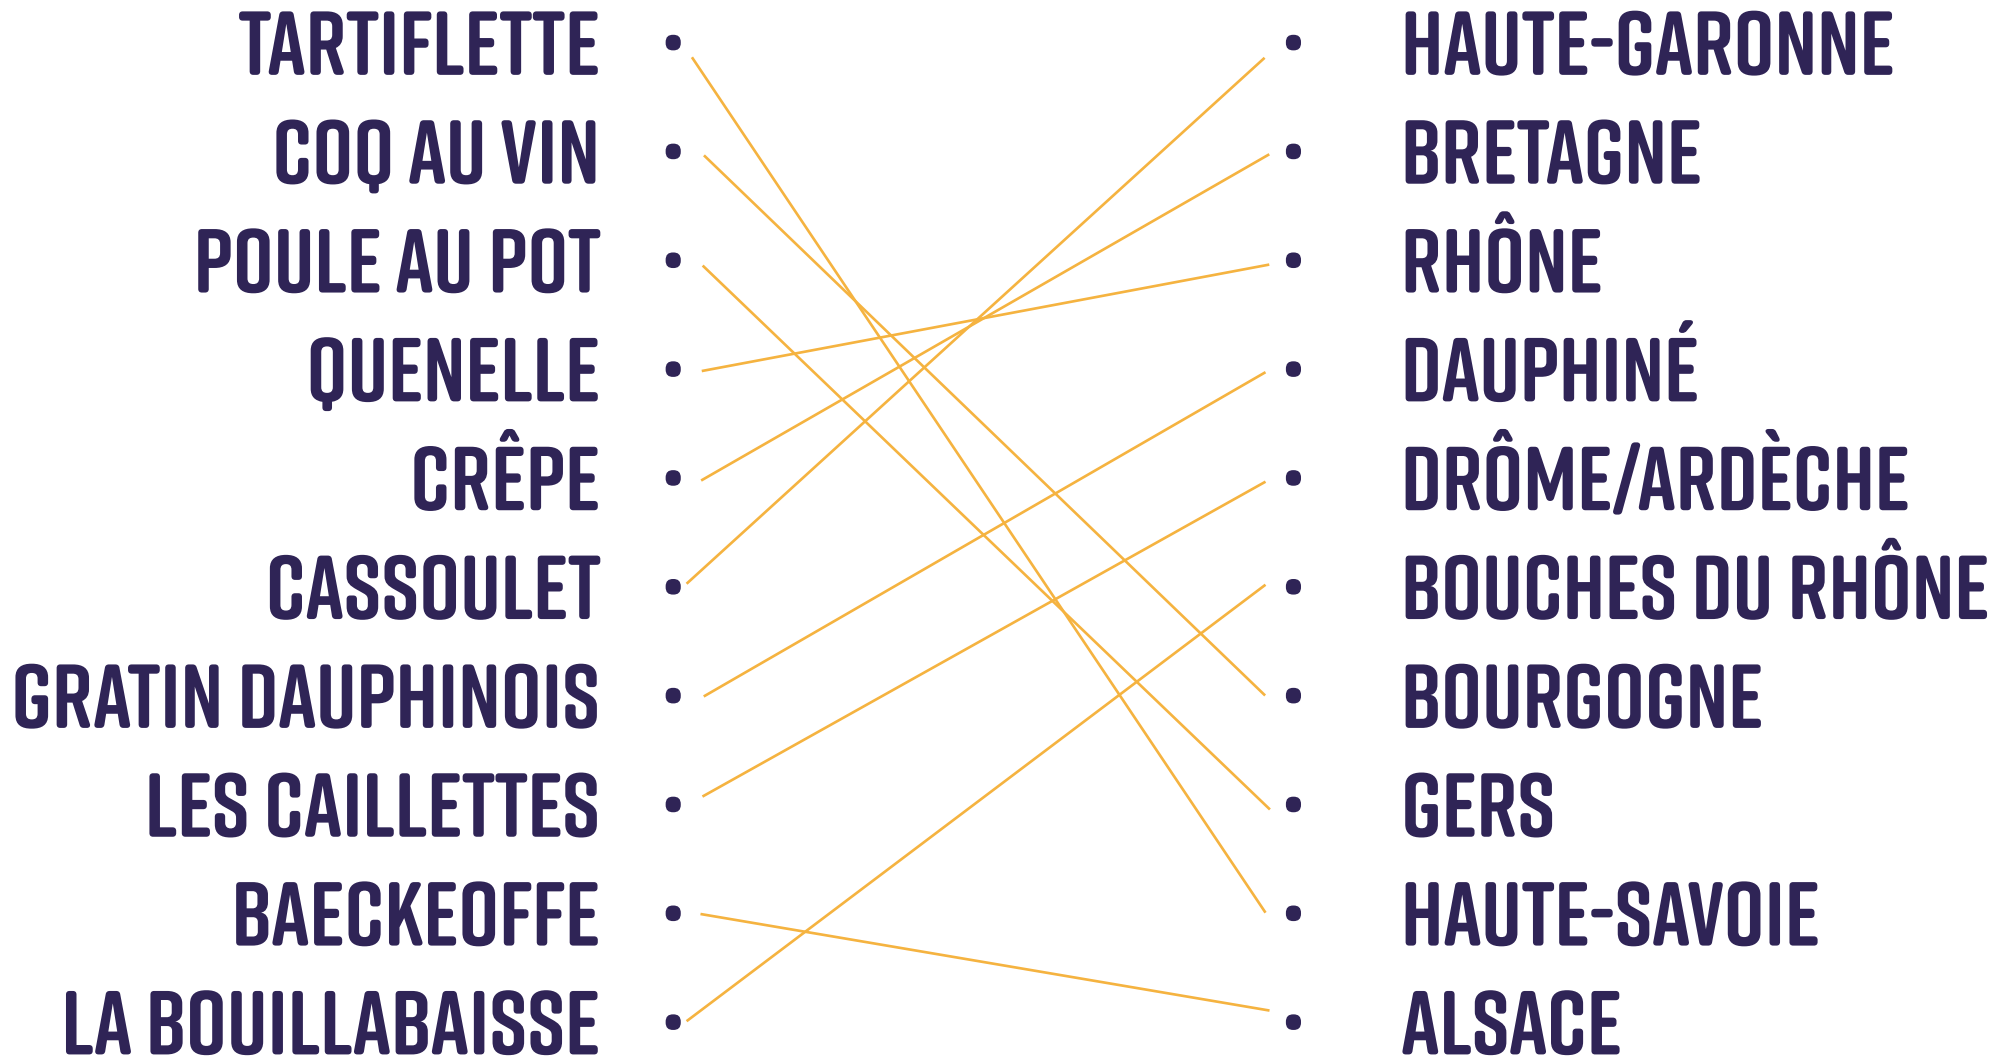 TARTIFLETTE
HAUTE-GARONNE
COQ AU VIN
BRETAGNE
POULE AU POT
RHÔNE
QUENELLE
DAUPHINÉ
CRÊPE
DRÔME/ARDÈCHE
CASSOULET
BOUCHES DU RHÔNE
GRATIN DAUPHINOIS
BOURGOGNE
LES CAILLETTES
GERS
BAECKEOFFE
HAUTE-SAVOIE
LA BOUILLABAISSE
ALSACE